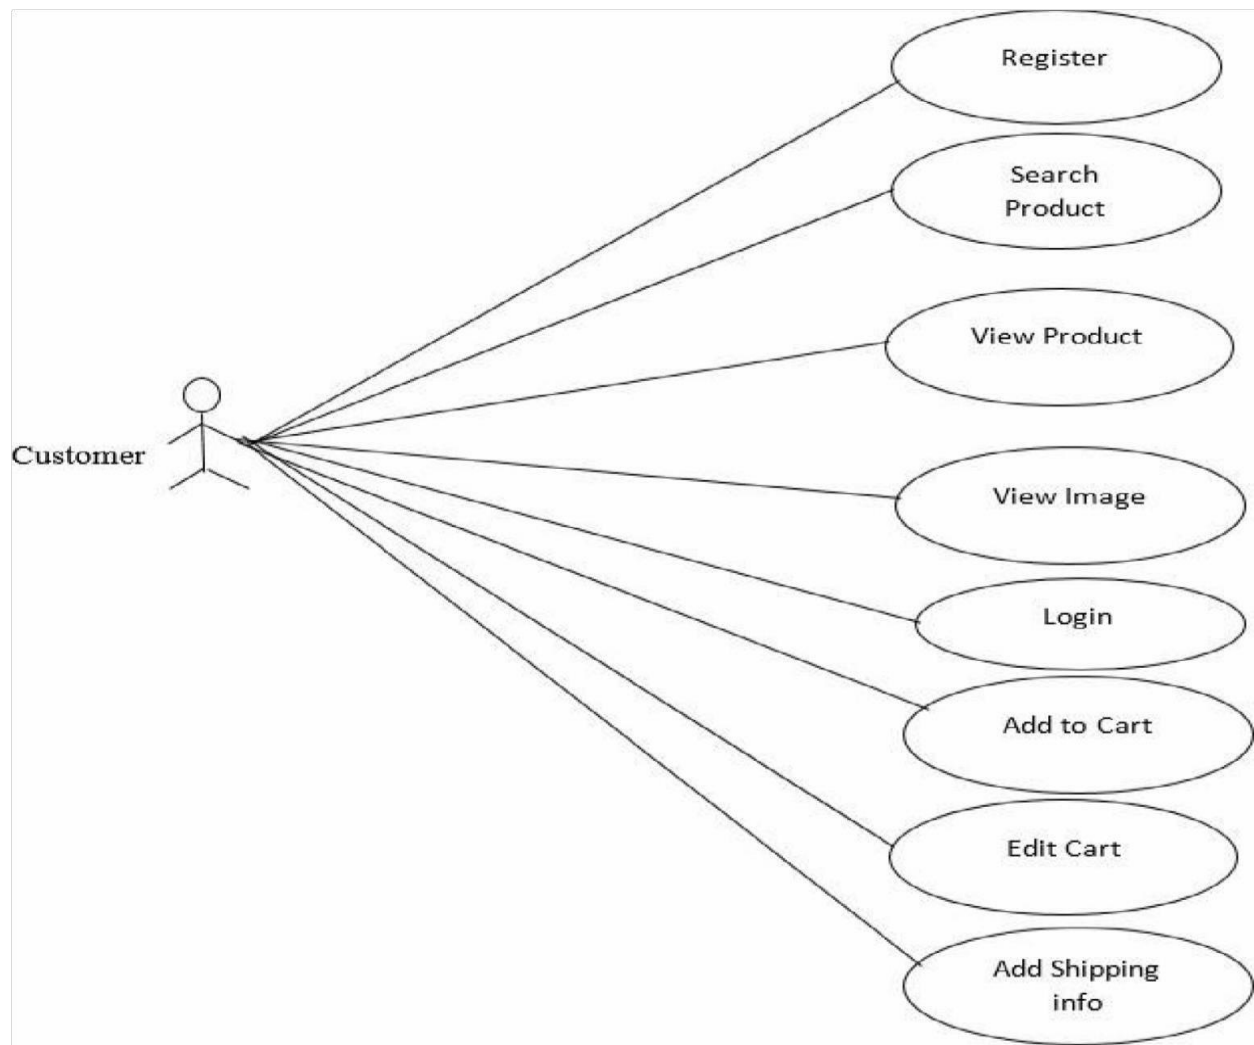 Register
Search
Product
View Product
Customer
View Image
Login
Add to Cart
Edit Cart
Add Shipping
info